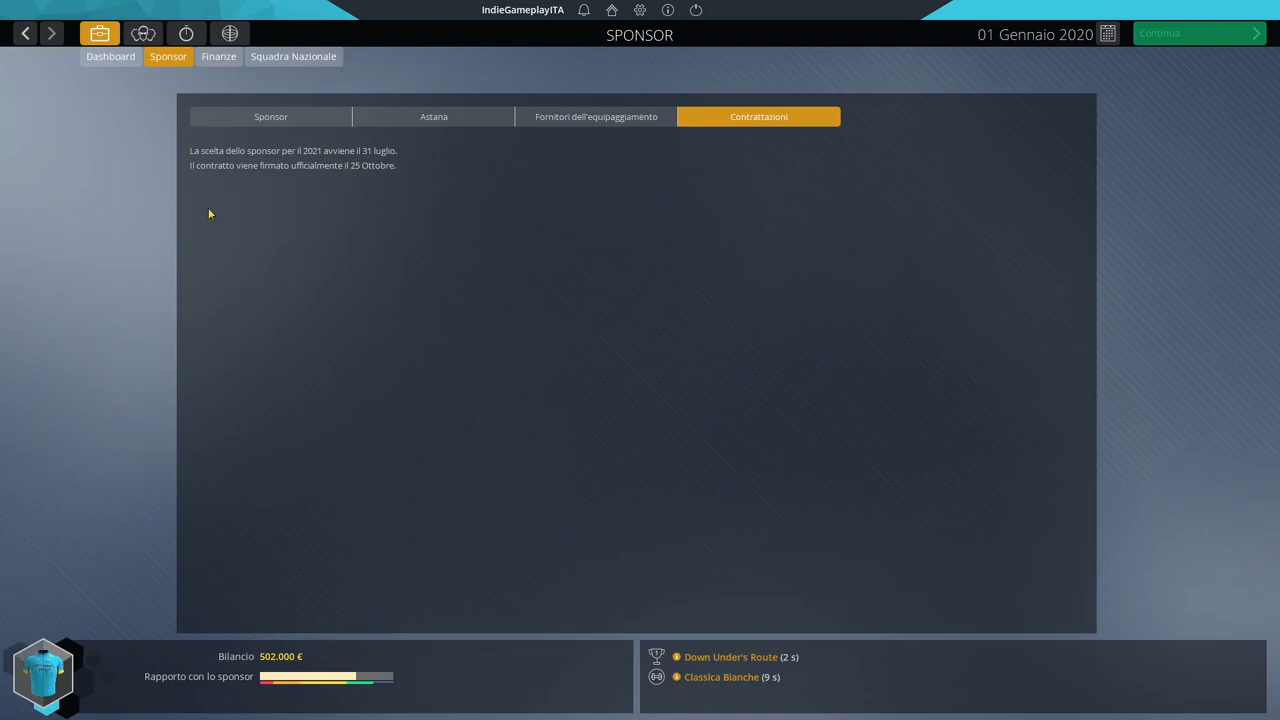 IndieGameplayITA
SPONSOR
01 Gennaio 2020
Continua
Dashboard
Sponsor
Finanze
Squadra Nazionale
Sponsor
Astana
Fornitori dell'equipaggiamento
Contrattazioni
La scelta dello sponsor per il 2021 avviene il 31 luglio.
Il contratto viene firmato ufficialmente il 25 Ottobre.
Bilancio 502.000 €
Rapporto con lo sponsor
Down Under's Route (2 s)
Classica Bianche (9 s)